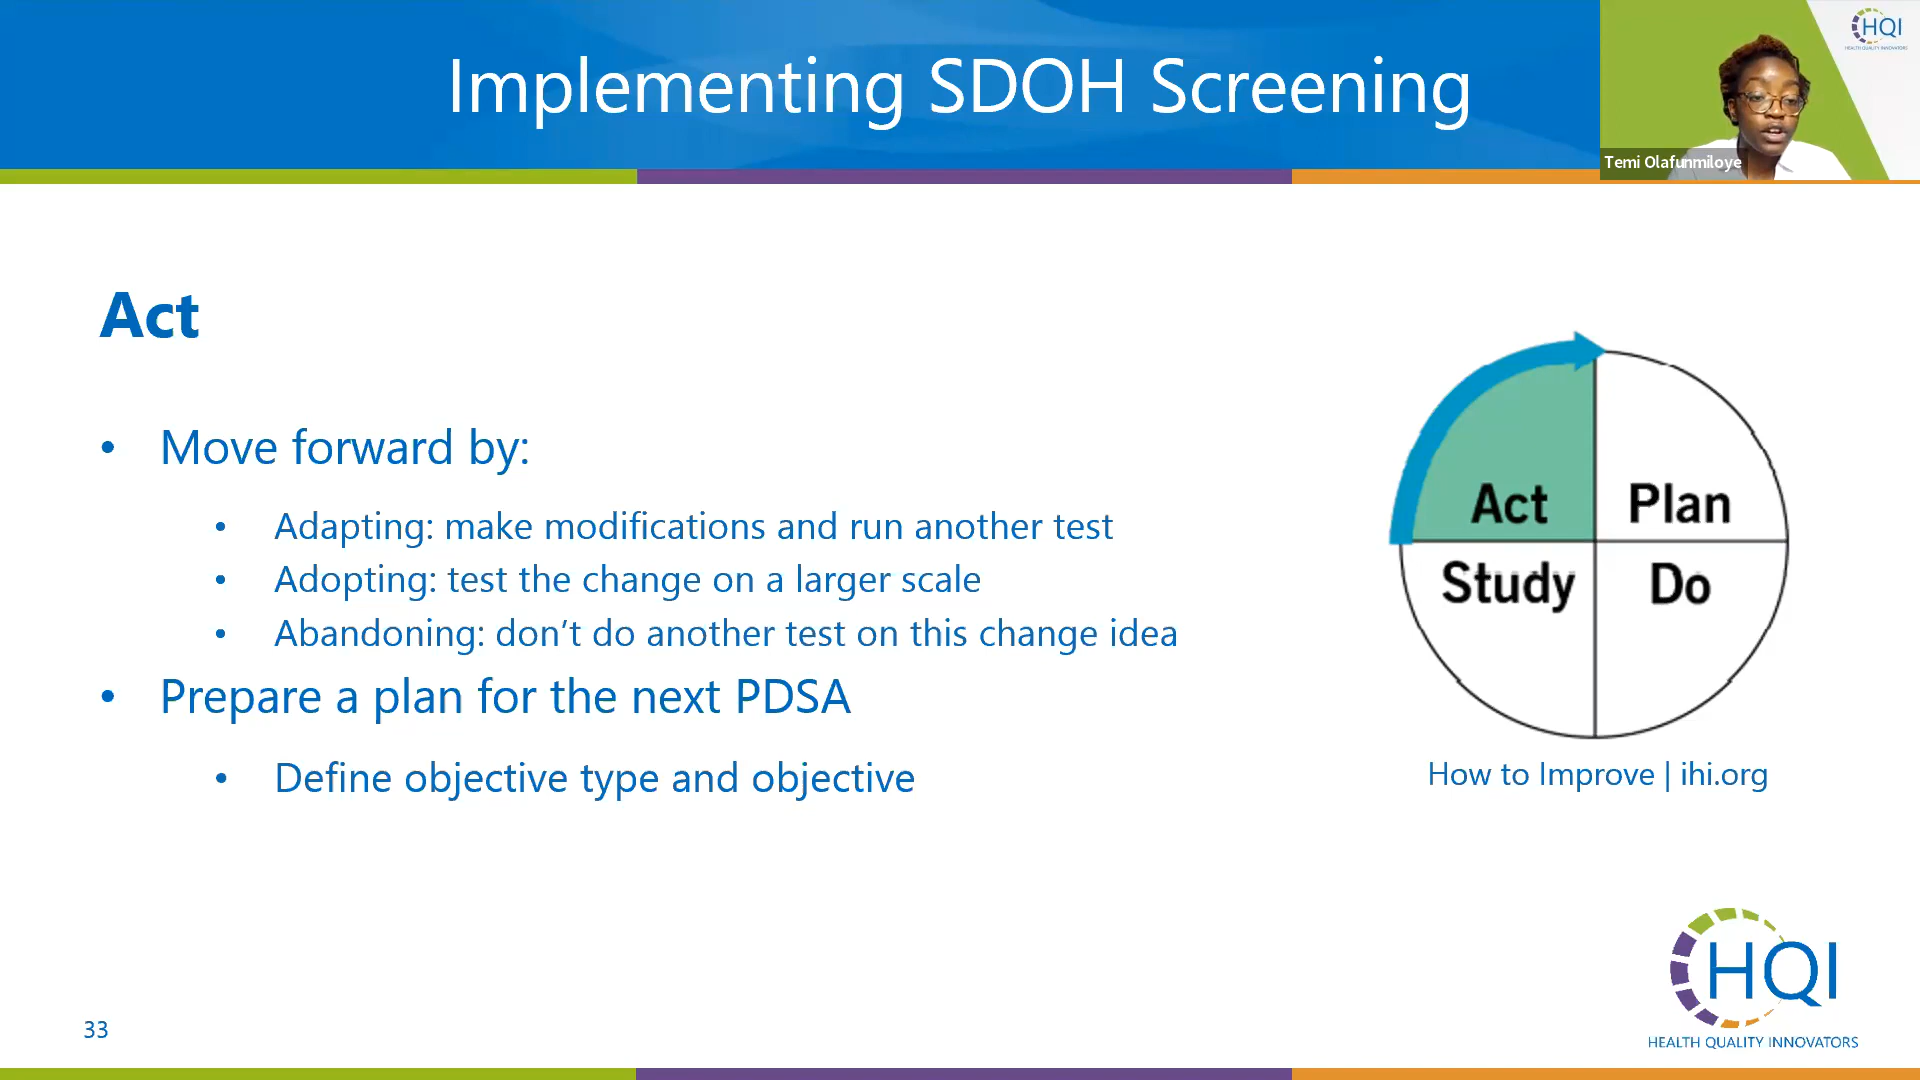 Implementing SDOH Screening
HQI
HEALTH QUALITY INNOVATORS
Temi Olafunmiloye
Act
• Move forward by:
• Adapting: make modifications and run another test
• Adopting: test the change on a larger scale
• Abandoning: don’t do another test on this change idea
• Prepare a plan for the next PDSA
• Define objective type and objective
Act
Plan
Study
Do
How to Improve | ihi.org
HQI
HEALTH QUALITY INNOVATORS
33